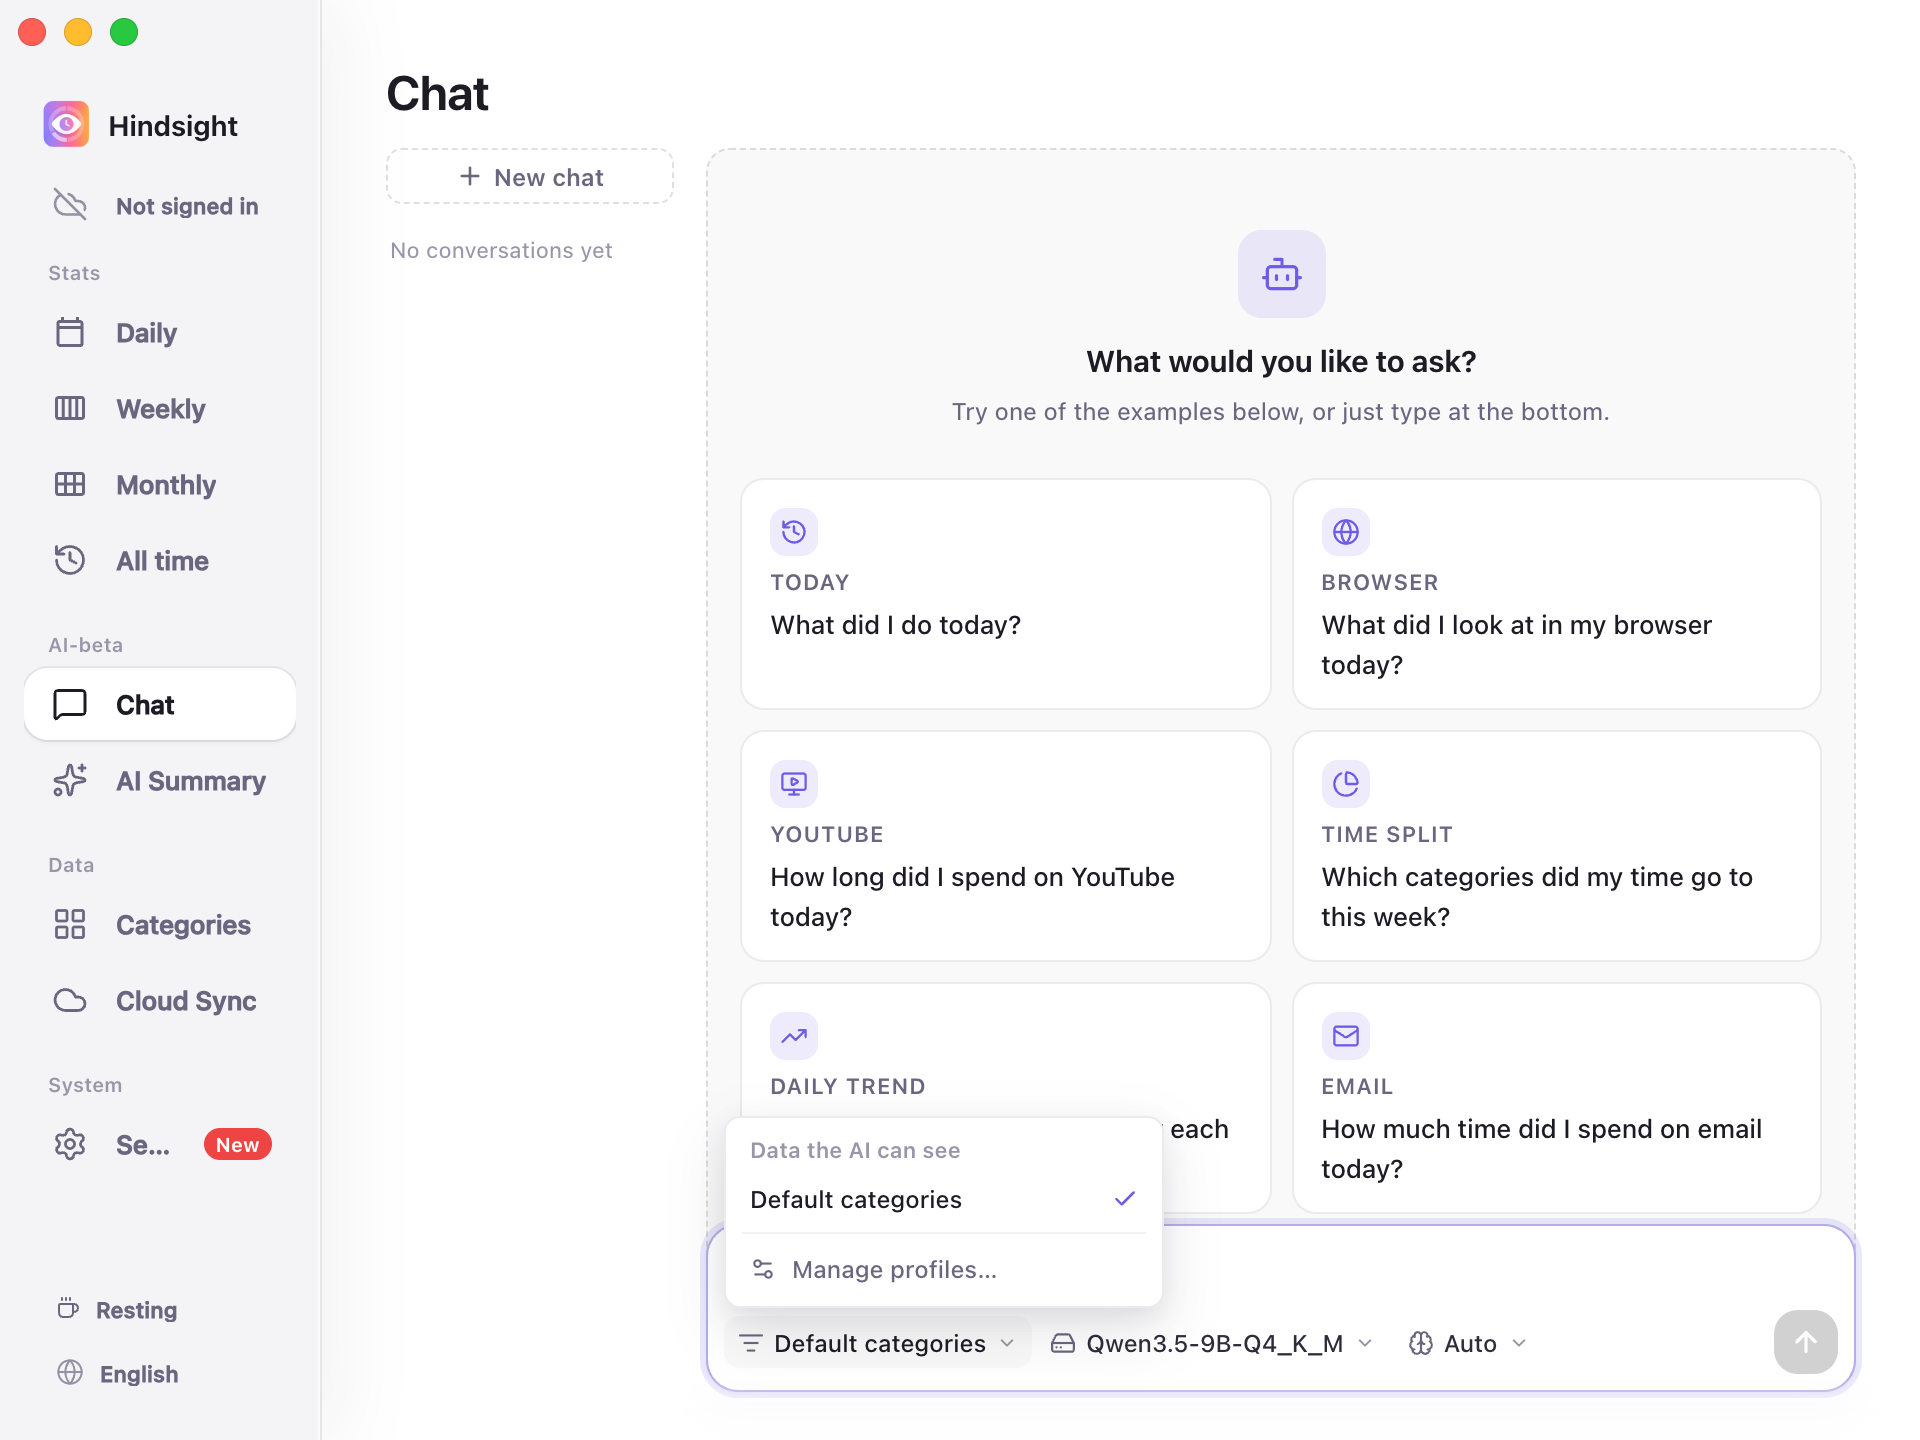 Hindsight
Not signed in
Stats
Daily
Weekly
Monthly
All time
AI-beta
Chat
AI Summary
Data
Categories
Cloud Sync
System
Se...
New
Resting
English
Chat
New chat
No conversations yet
What would you like to ask?
Try one of the examples below, or just type at the bottom.
TODAY
What did I do today?
BROWSER
What did I look at in my browser
today?
YOUTUBE
How long did I spend on YouTube
today?
TIME SPLIT
Which categories did my time go to
this week?
DAILY TREND
each
EMAIL
How much time did I spend on email
today?
Data the AI can see
Default categories
Manage profiles...
Default categories
Qwen3.5-9B-Q4_K_M
Auto